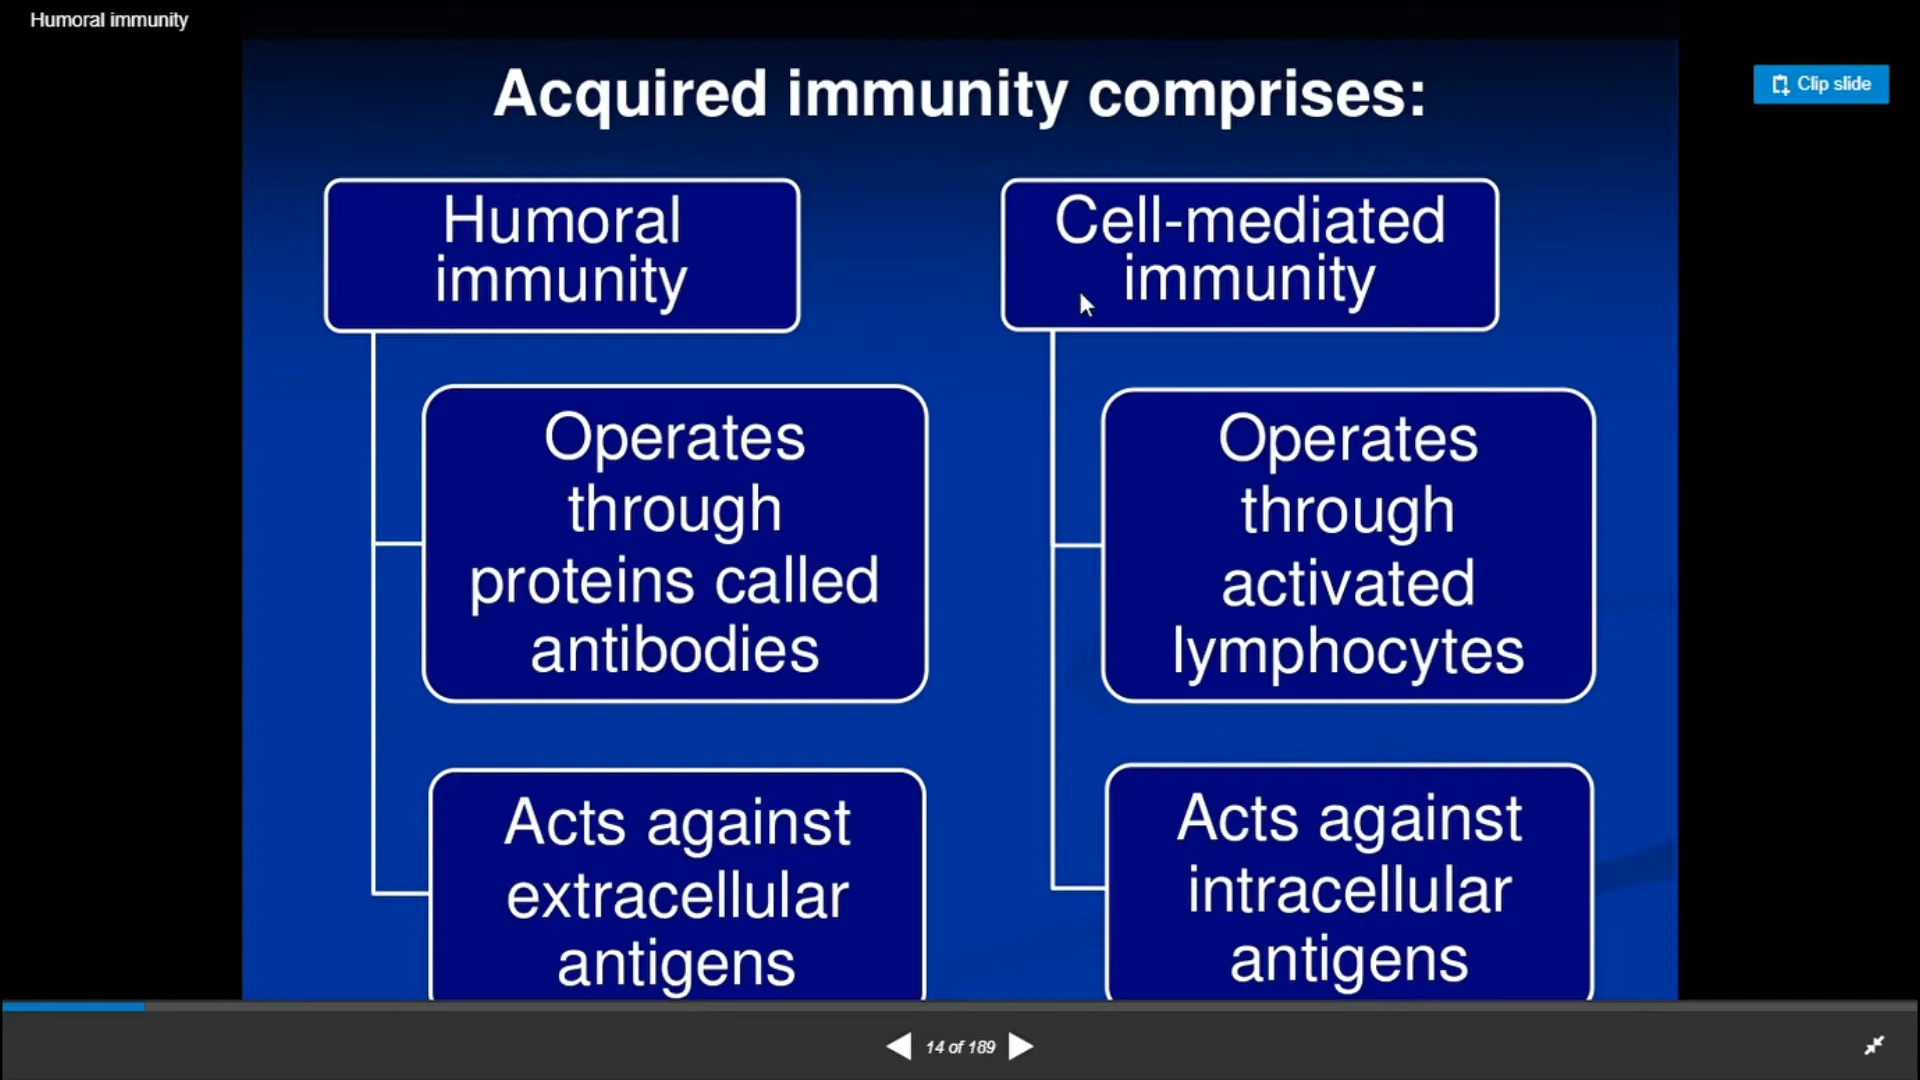 Humoral immunity
Clip slide
Acquired immunity comprises:
Humoral
immunity
Operates
through
proteins called
antibodies
Acts against
extracellular
antigens
Cell-mediated
immunity
Operates
through
activated
lymphocytes
Acts against
intracellular
antigens
14 of 189